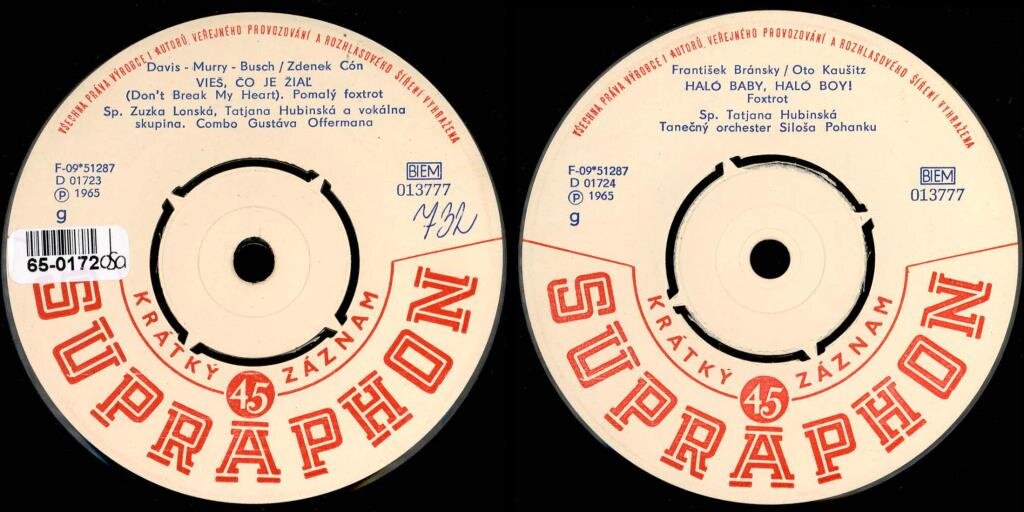 VŠECHNA PRÁVA VÝROBCE I AUTORŮ, VEŘEJNÉHO PROVOZOVÁNÍ A ROZHLASOVÉHO ŠÍŘENÍ VYHRAŽENA
Davis - Murry - Busch / Zdenek Cón
VIEŠ, ČO JE ŽIAĽ
(Don't Break My Heart). Pomalý foxtrot
Sp. Zuzka Lonská, Tatjana Hubinská a vokálna
skupina. Combo Gustáva Offermana
F-09*51287
D 01723
Ⓟ 1965
g
BIEM
013777
732
65-0172
KRÁTKÝ ZÁZNAM
45
SUPRAPHON
VŠECHNA PRÁVA VÝROBCE I AUTORŮ, VEŘEJNÉHO PROVOZOVÁNÍ A ROZHLASOVÉHO ŠÍŘENÍ VYHRAŽENA
František Bránsky / Oto Kaušitz
HALÓ BABY, HALÓ BOY!
Foxtrot
Sp. Tatjana Hubinská
Tanečný orchester Siloša Pohanku
F-09*51287
D 01724
Ⓟ 1965
g
BIEM
013777
KRÁTKÝ ZÁZNAM
45
SUPRAPHON